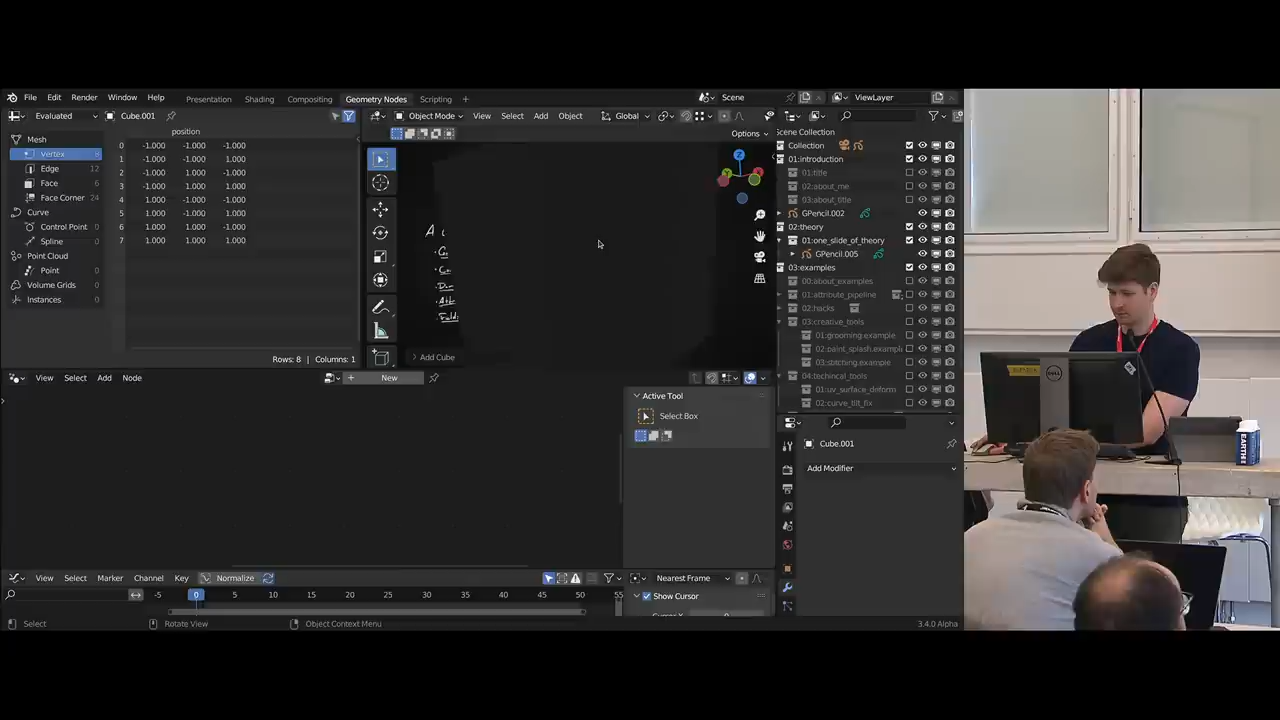 File Edit Render Window Help
Presentation Shading Compositing Geometry Nodes Scripting +
Scene ViewLayer
Evaluated Cube.001
Object Mode View Select Add Object Global
Options
position
Mesh
Vertex 8
Edge 12
Face 6
Face Corner 24
Curve
Control Point 0
Spline 0
Point Cloud
Point 0
Volume Grids 0
Instances 0
0 -1.000 -1.000 -1.000
1 -1.000 -1.000 1.000
2 -1.000 1.000 -1.000
3 -1.000 1.000 1.000
4 1.000 -1.000 -1.000
5 1.000 -1.000 1.000
6 1.000 1.000 -1.000
7 1.000 1.000 1.000
Rows: 8 | Columns: 1
Z
Add Cube
Scene Collection
Collection
01:introduction
01:title
02:about_me
03:about_title
GPencil.002
02:theory
01:one_slide_of_theory
GPencil.005
03:examples
00:about_examples
01:attribute_pipeline
02:hacks
03:creative_tools
01:grooming.example
02:paint_splash.example
03:stitching.example
04:techincal_tools
01:uv_surface_deform
02:curve_tilt_fix
View Select Add Node
New
Active Tool
Select Box
Cube.001
Add Modifier
View Select Marker Channel Key Normalize
Nearest Frame
-5 0 5 10 15 20 25 30 35 40 45 50 55
Show Cursor
Select Rotate View Object Context Menu
3.4.0 Alpha
DELL
EARTH